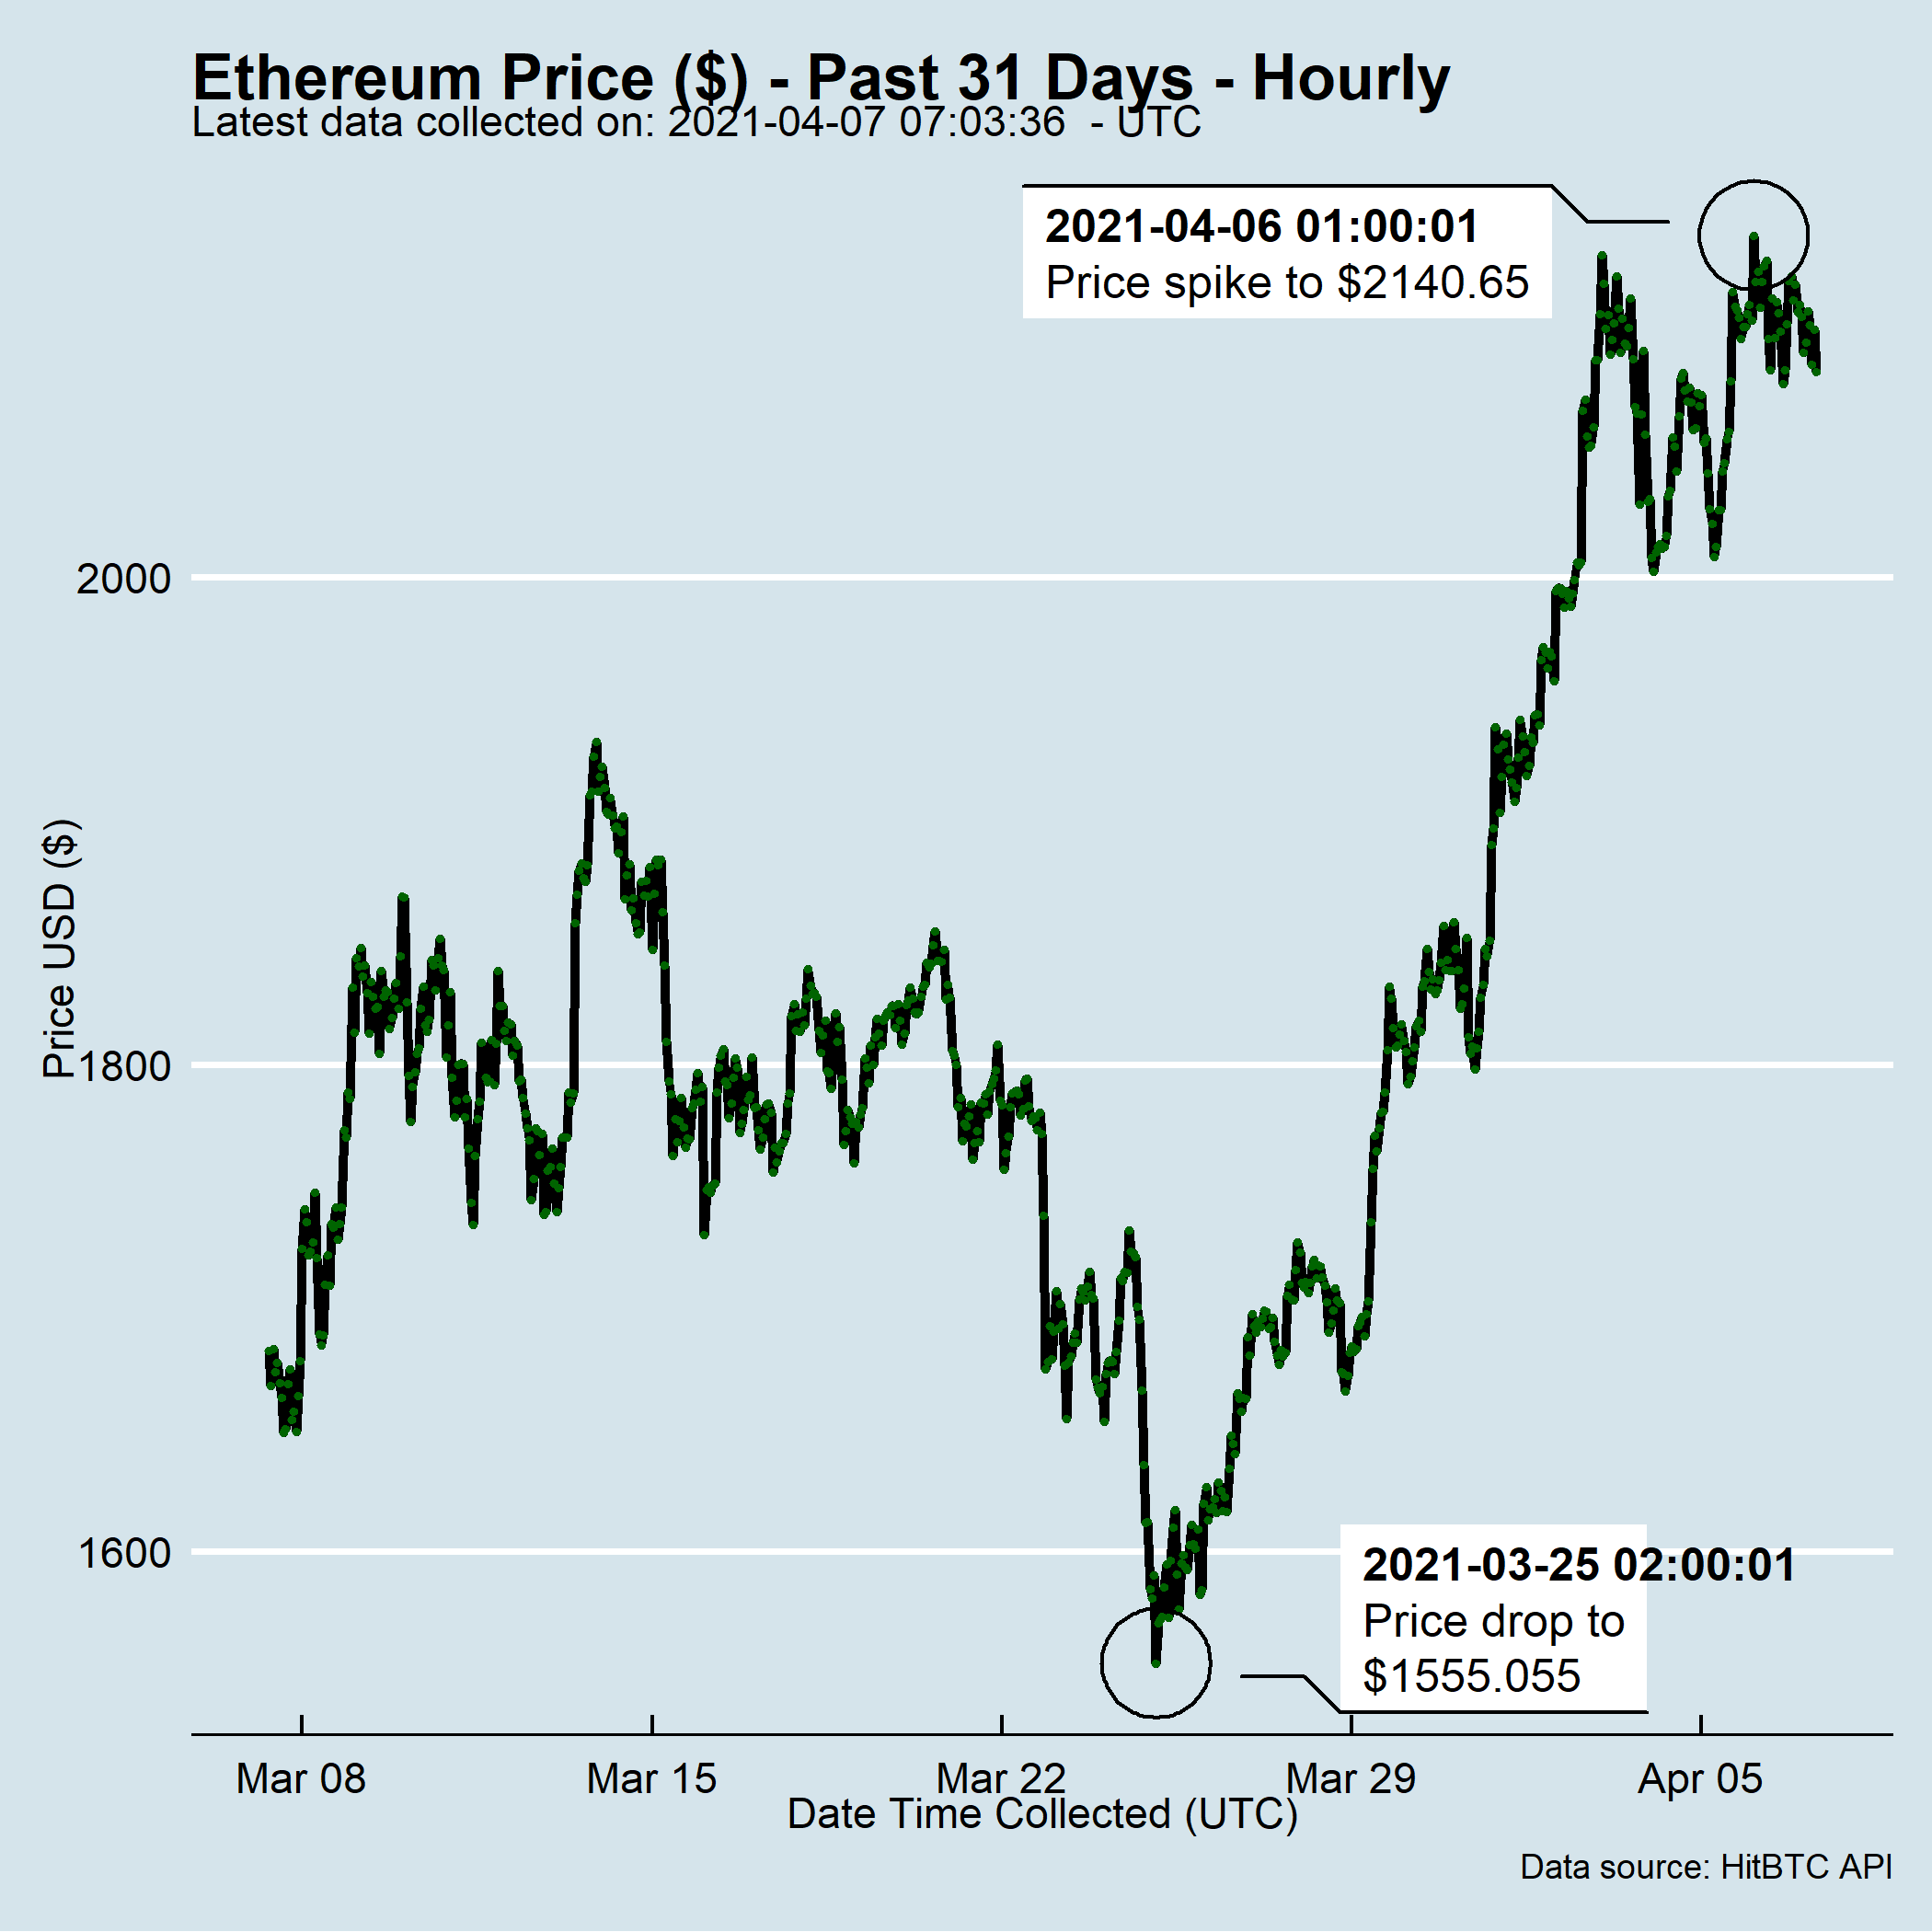 Ethereum Price ($) - Past 31 Days - Hourly
Latest data collected on: 2021-04-07 07:03:36  - UTC
2021-04-06 01:00:01
Price spike to $2140.65
2000
Price USD ($)
1800
1600
2021-03-25 02:00:01
Price drop to
$1555.055
Mar 08
Mar 15
Mar 22
Mar 29
Apr 05
Date Time Collected (UTC)
Data source: HitBTC API